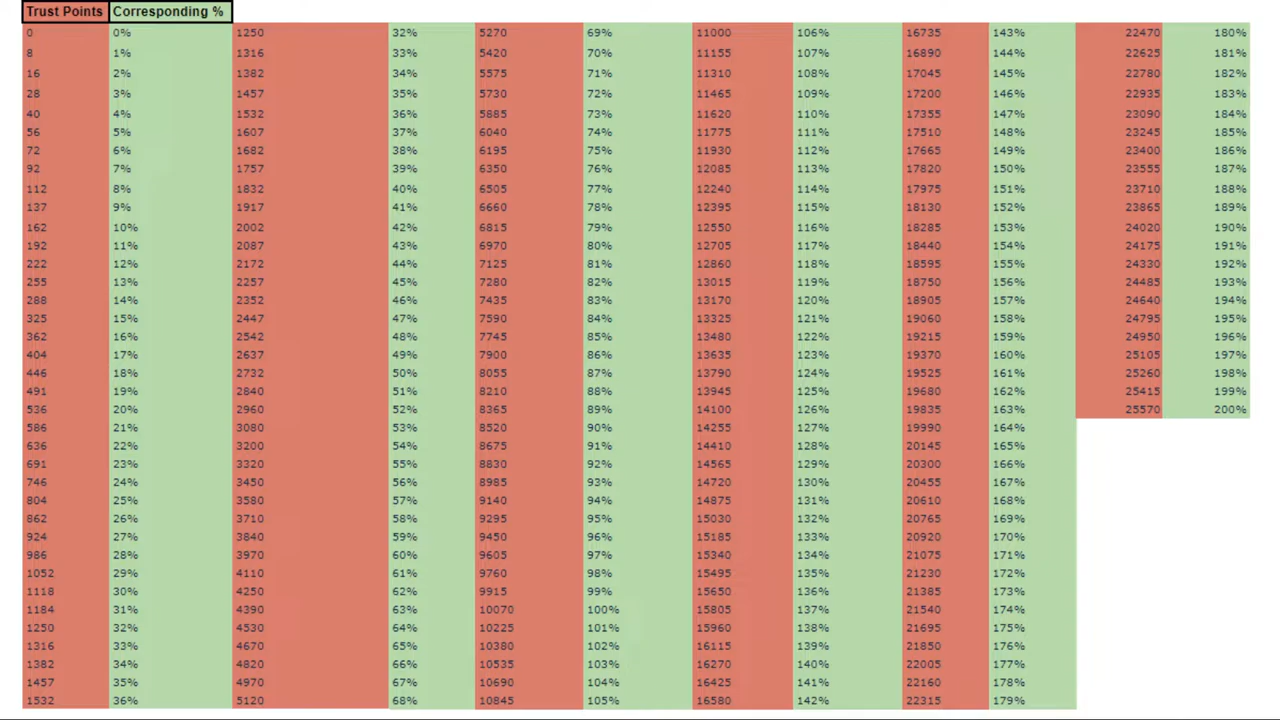 Trust Points Corresponding %
0 0% 1250 32% 5270 69% 11000 106% 16735 143% 22470 180%
8 1% 1316 33% 5420 70% 11155 107% 16890 144% 22625 181%
16 2% 1382 34% 5575 71% 11310 108% 17045 145% 22780 182%
28 3% 1457 35% 5730 72% 11465 109% 17200 146% 22935 183%
40 4% 1532 36% 5885 73% 11620 110% 17355 147% 23090 184%
56 5% 1607 37% 6040 74% 11775 111% 17510 148% 23245 185%
72 6% 1682 38% 6195 75% 11930 112% 17665 149% 23400 186%
92 7% 1757 39% 6350 76% 12085 113% 17820 150% 23555 187%
112 8% 1832 40% 6505 77% 12240 114% 17975 151% 23710 188%
137 9% 1917 41% 6660 78% 12395 115% 18130 152% 23865 189%
162 10% 2002 42% 6815 79% 12550 116% 18285 153% 24020 190%
192 11% 2087 43% 6970 80% 12705 117% 18440 154% 24175 191%
222 12% 2172 44% 7125 81% 12860 118% 18595 155% 24330 192%
255 13% 2257 45% 7280 82% 13015 119% 18750 156% 24485 193%
288 14% 2352 46% 7435 83% 13170 120% 18905 157% 24640 194%
325 15% 2447 47% 7590 84% 13325 121% 19060 158% 24795 195%
362 16% 2542 48% 7745 85% 13480 122% 19215 159% 24950 196%
404 17% 2637 49% 7900 86% 13635 123% 19370 160% 25105 197%
446 18% 2732 50% 8055 87% 13790 124% 19525 161% 25260 198%
491 19% 2840 51% 8210 88% 13945 125% 19680 162% 25415 199%
536 20% 2960 52% 8365 89% 14100 126% 19835 163% 25570 200%
586 21% 3080 53% 8520 90% 14255 127% 19990 164%
636 22% 3200 54% 8675 91% 14410 128% 20145 165%
691 23% 3320 55% 8830 92% 14565 129% 20300 166%
746 24% 3450 56% 8985 93% 14720 130% 20455 167%
804 25% 3580 57% 9140 94% 14875 131% 20610 168%
862 26% 3710 58% 9295 95% 15030 132% 20765 169%
924 27% 3840 59% 9450 96% 15185 133% 20920 170%
986 28% 3970 60% 9605 97% 15340 134% 21075 171%
1052 29% 4110 61% 9760 98% 15495 135% 21230 172%
1118 30% 4250 62% 9915 99% 15650 136% 21385 173%
1184 31% 4390 63% 10070 100% 15805 137% 21540 174%
1250 32% 4530 64% 10225 101% 15960 138% 21695 175%
1316 33% 4670 65% 10380 102% 16115 139% 21850 176%
1382 34% 4820 66% 10535 103% 16270 140% 22005 177%
1457 35% 4970 67% 10690 104% 16425 141% 22160 178%
1532 36% 5120 68% 10845 105% 16580 142% 22315 179%